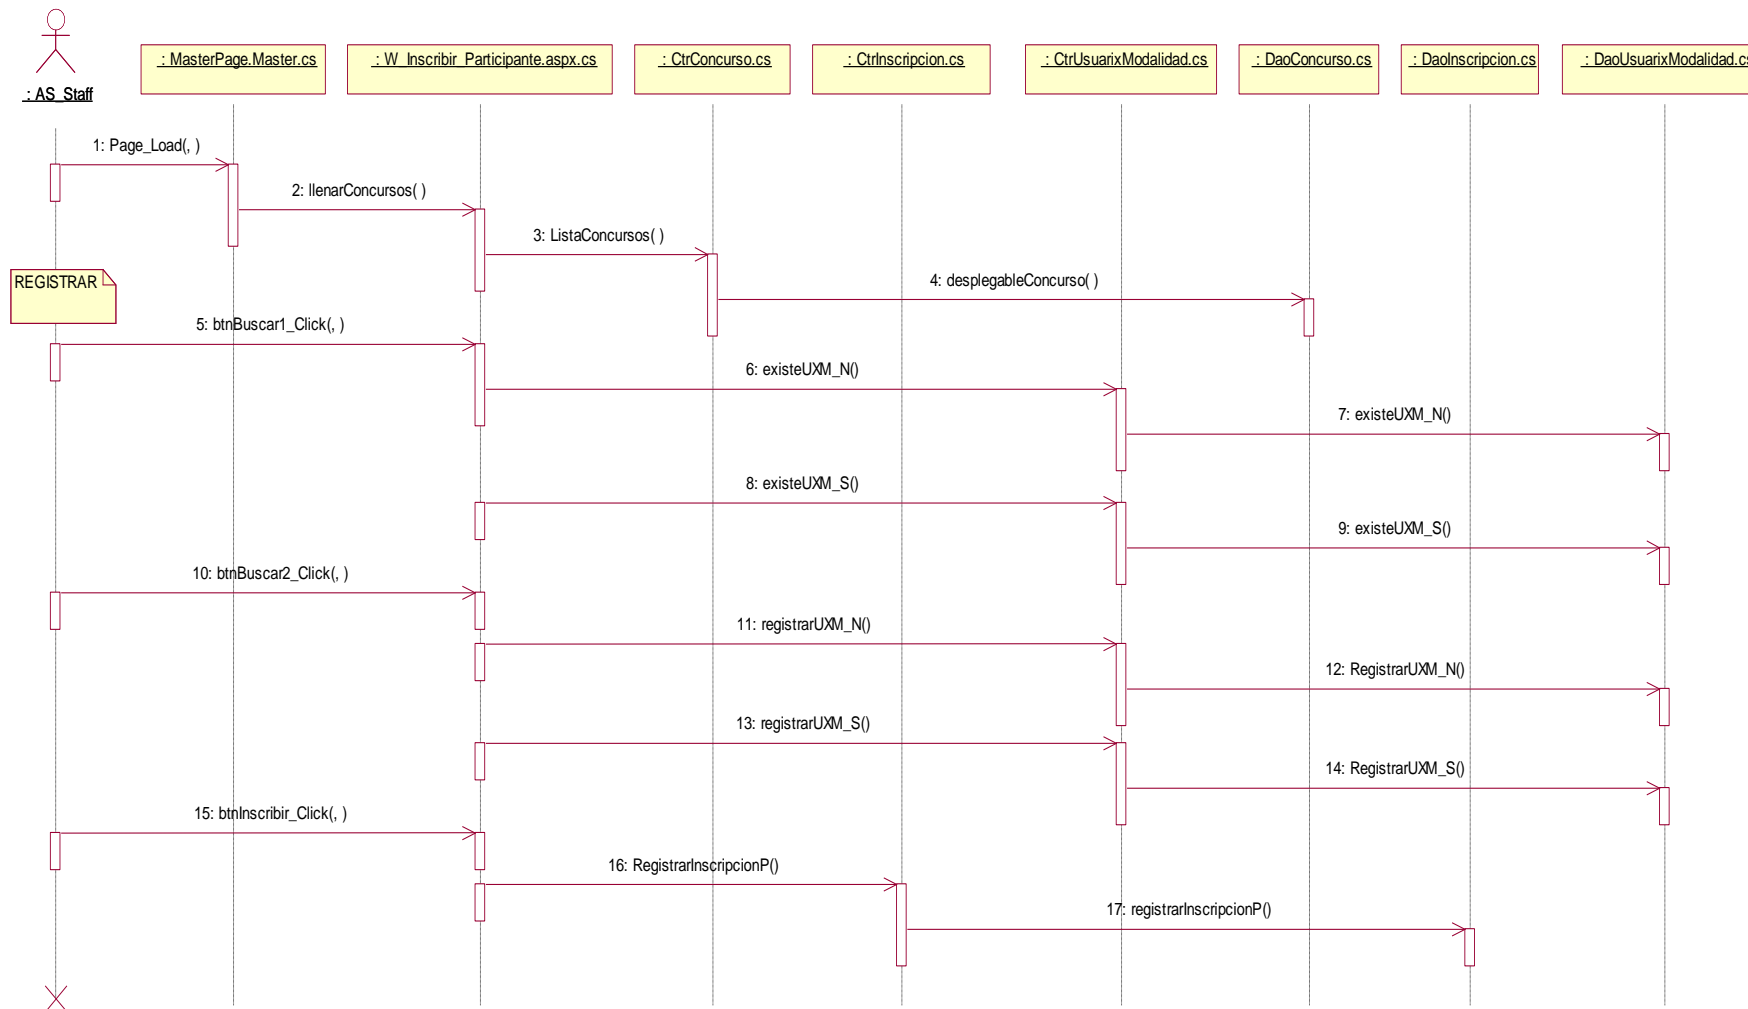 : AS_Staff
: MasterPage.Master.cs
: W_Inscribir_Participante.aspx.cs
: CtrConcurso.cs
: CtrInscripcion.cs
: CtrUsuarixModalidad.cs
: DaoConcurso.cs
: DaoInscripcion.cs
: DaoUsuarixModalidad.cs
1: Page_Load(, )
2: llenarConcursos( )
3: ListaConcursos( )
4: desplegableConcurso( )
REGISTRAR
5: btnBuscar1_Click(, )
6: existeUXM_N()
7: existeUXM_N()
8: existeUXM_S()
9: existeUXM_S()
10: btnBuscar2_Click(, )
11: registrarUXM_N()
12: RegistrarUXM_N()
13: registrarUXM_S()
14: RegistrarUXM_S()
15: btnInscribir_Click(, )
16: RegistrarInscripcionP()
17: registrarInscripcionP()